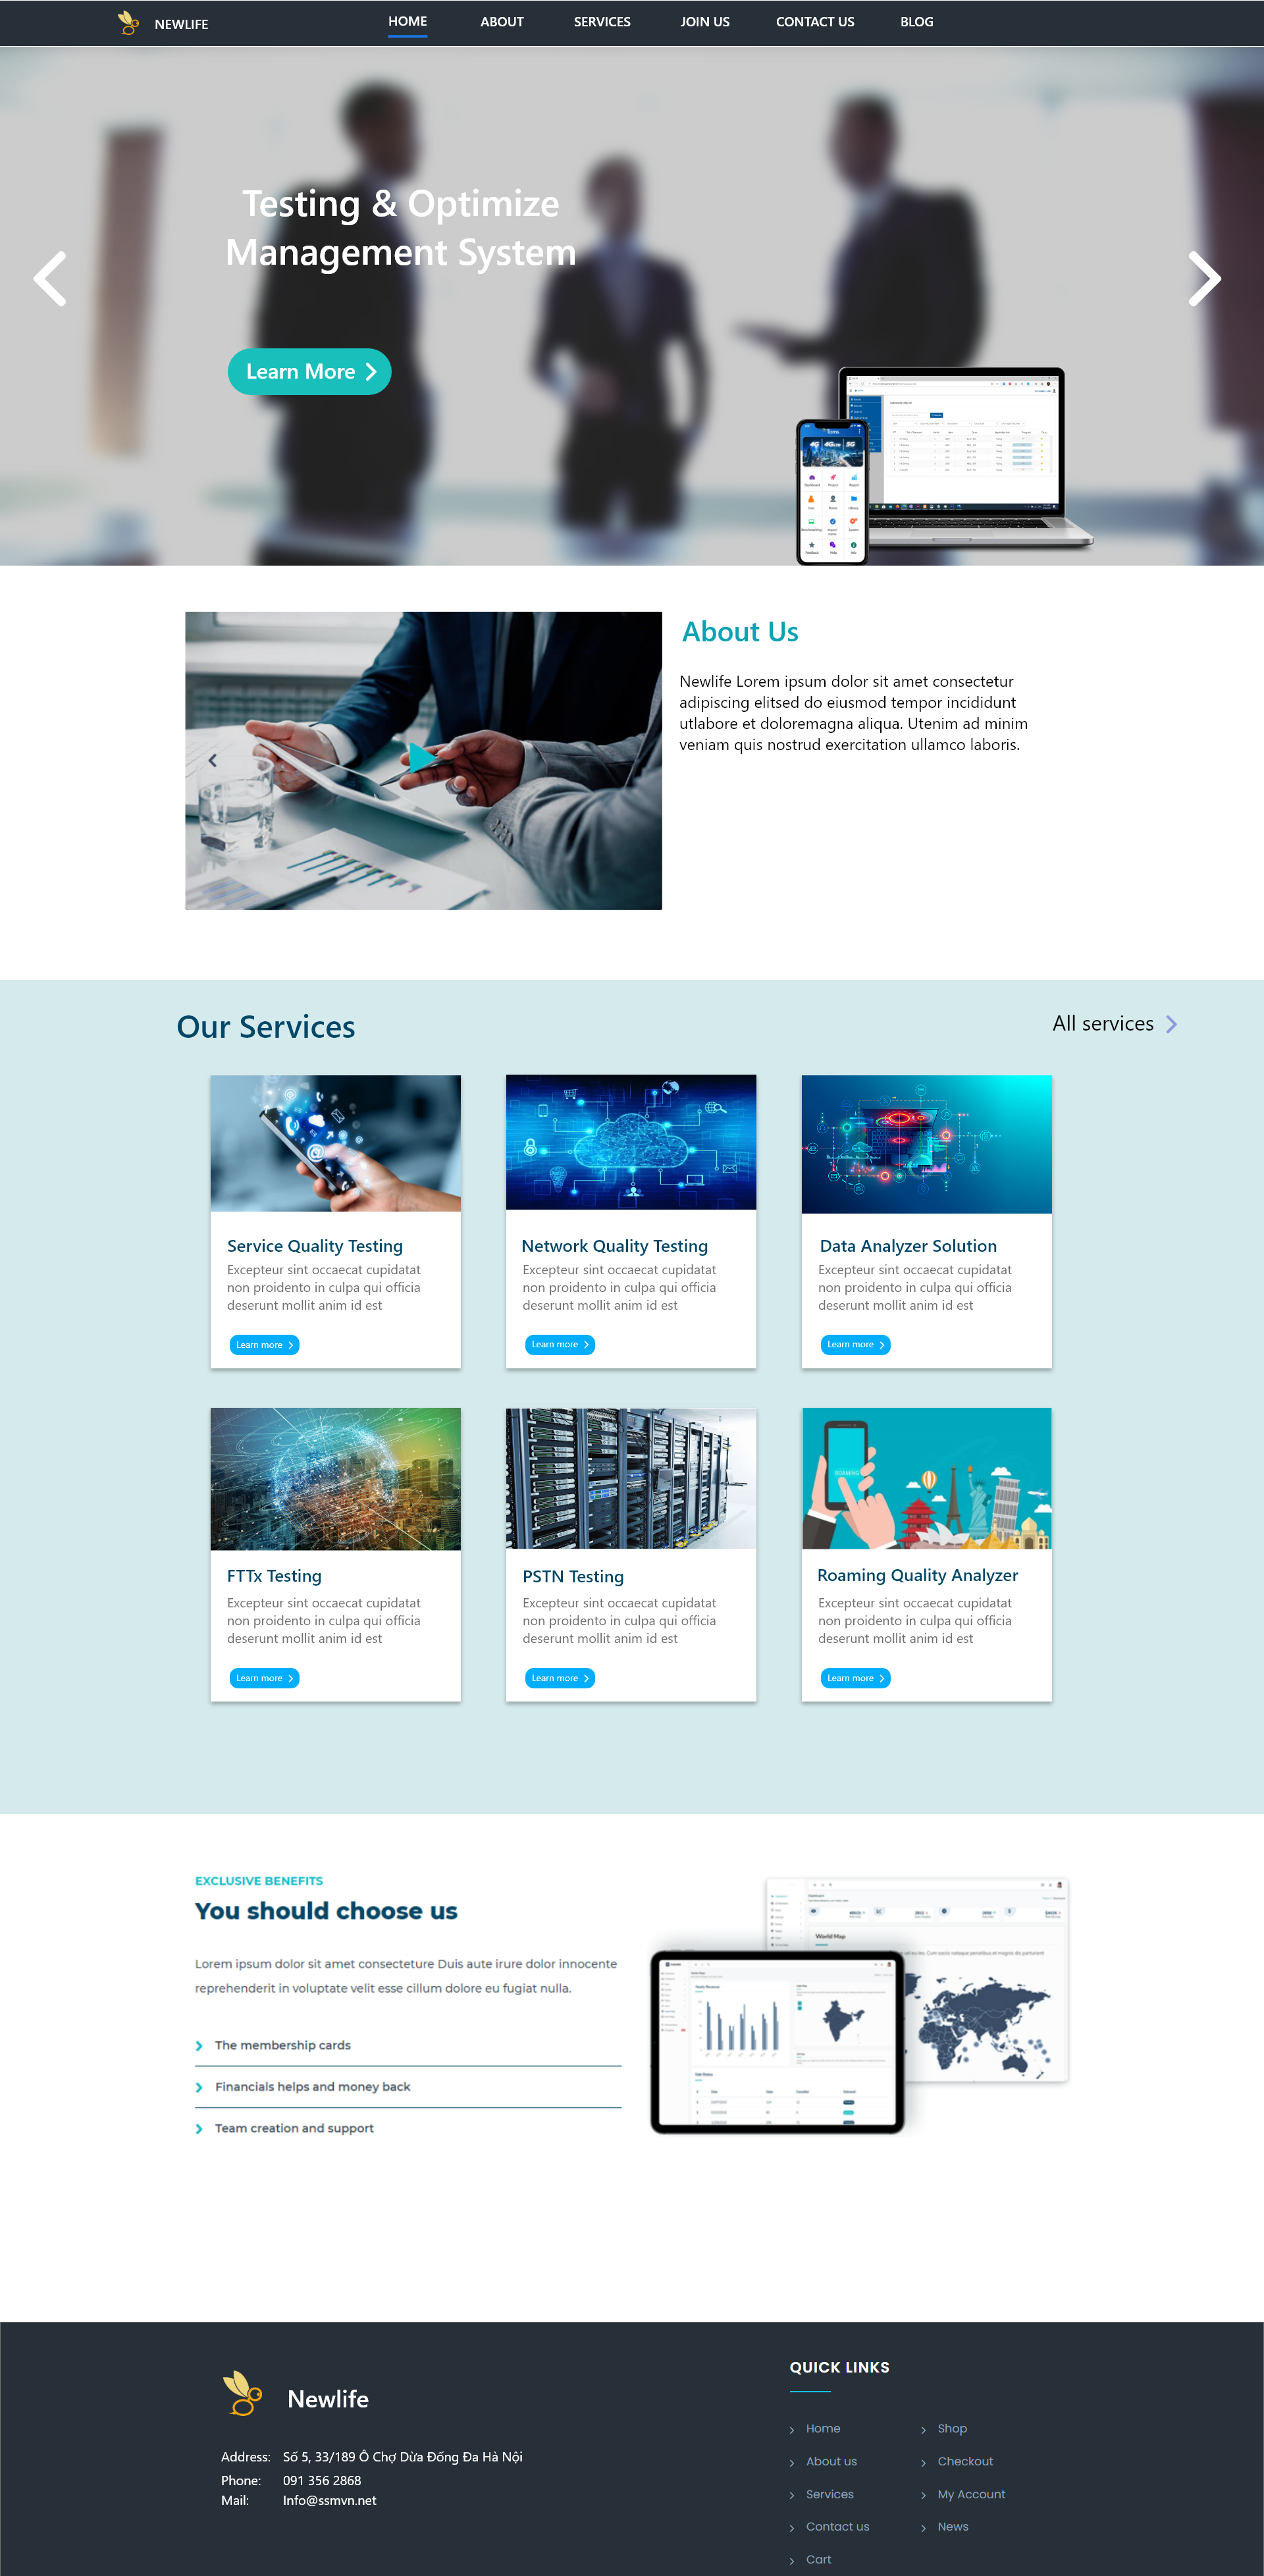 NEWLIFE
HOME
ABOUT
SERVICES
JOIN US
CONTACT US
BLOG
Testing & Optimize
Management System
Learn More
4G
4GLTE
5G
About Us
Newlife Lorem ipsum dolor sit amet consectetur
adipiscing elitsed do eiusmod tempor incididunt
utlabore et doloremagna aliqua. Utenim ad minim
veniam quis nostrud exercitation ullamco laboris.
Our Services
All services
Service Quality Testing
Excepteur sint occaecat cupidatat
non proidento in culpa qui officia
deserunt mollit anim id est
Learn more
Network Quality Testing
Excepteur sint occaecat cupidatat
non proidento in culpa qui officia
deserunt mollit anim id est
Learn more
Data Analyzer Solution
Excepteur sint occaecat cupidatat
non proidento in culpa qui officia
deserunt mollit anim id est
Learn more
FTTx Testing
Excepteur sint occaecat cupidatat
non proidento in culpa qui officia
deserunt mollit anim id est
Learn more
PSTN Testing
Excepteur sint occaecat cupidatat
non proidento in culpa qui officia
deserunt mollit anim id est
Learn more
ROAMING
Roaming Quality Analyzer
Excepteur sint occaecat cupidatat
non proidento in culpa qui officia
deserunt mollit anim id est
Learn more
EXCLUSIVE BENEFITS
You should choose us
Lorem ipsum dolor sit amet consecteture Duis aute irure dolor innocente
reprehenderit in voluptate velit esse cillum dolore eu fugiat nulla.
The membership cards
Financials helps and money back
Team creation and support
World Map
Newlife
Address: Số 5, 33/189 Ô Chợ Dừa Đống Đa Hà Nội
Phone: 091 356 2868
Mail: Info@ssmvn.net
QUICK LINKS
Home
About us
Services
Contact us
Cart
Shop
Checkout
My Account
News